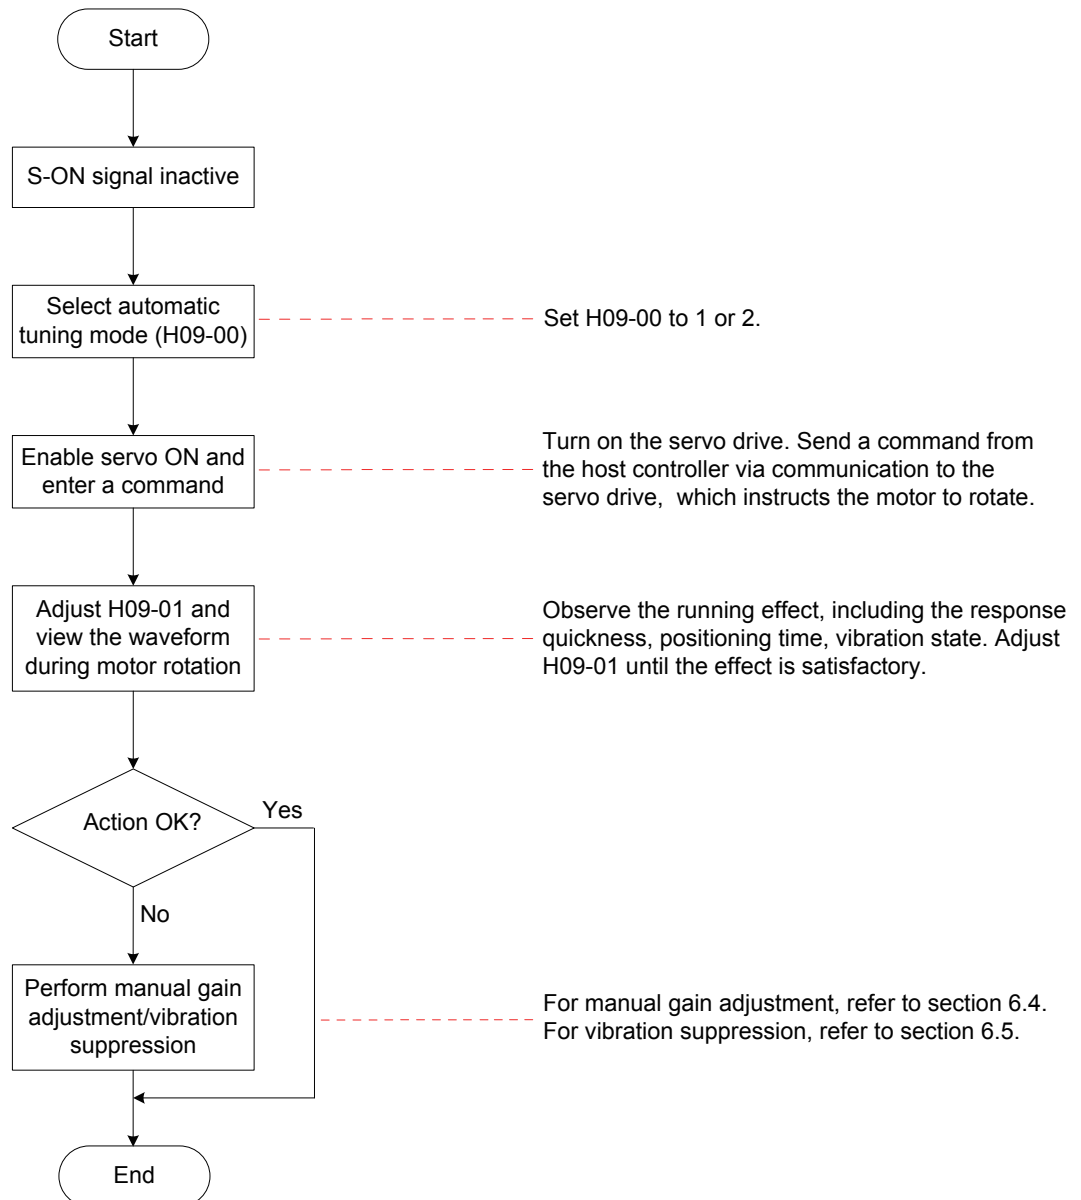 Start
S-ON signal inactive
Select automatic
tuning mode (H09-00)
Set H09-00 to 1 or 2.
Enable servo ON and
enter a command
Turn on the servo drive. Send a command from
the host controller via communication to the
servo drive,  which instructs the motor to rotate.
Adjust H09-01 and
view the waveform
during motor rotation
Observe the running effect, including the response
quickness, positioning time, vibration state. Adjust
H09-01 until the effect is satisfactory.
Action OK?
Yes
No
Perform manual gain
adjustment/vibration
suppression
For manual gain adjustment, refer to section 6.4.
For vibration suppression, refer to section 6.5.
End